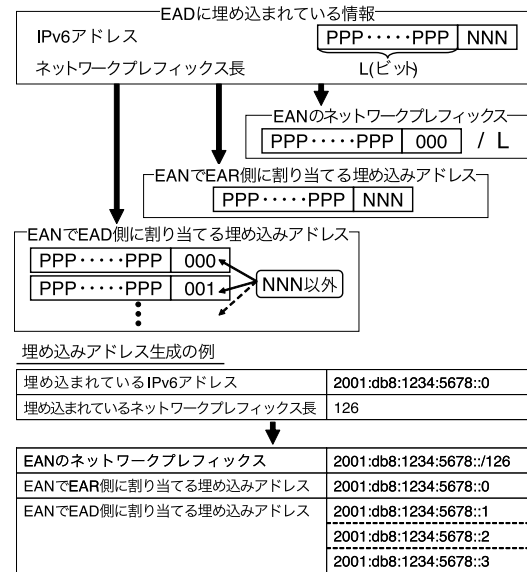 EADに埋め込まれている情報
IPv6アドレス
PPP・・・・・PPP NNN
ネットワークプレフィックス長
L(ビット)
EANのネットワークプレフィックス
PPP・・・・・PPP 000 / L
EANでEAR側に割り当てる埋め込みアドレス
PPP・・・・・PPP NNN
EANでEAD側に割り当てる埋め込みアドレス
PPP・・・・・PPP 000
PPP・・・・・PPP 001
NNN以外
埋め込みアドレス生成の例
埋め込まれているIPv6アドレス 2001:db8:1234:5678::0
埋め込まれているネットワークプレフィックス長 126
EANのネットワークプレフィックス 2001:db8:1234:5678::/126
EANでEAR側に割り当てる埋め込みアドレス 2001:db8:1234:5678::0
EANでEAD側に割り当てる埋め込みアドレス 2001:db8:1234:5678::1
2001:db8:1234:5678::2
2001:db8:1234:5678::3